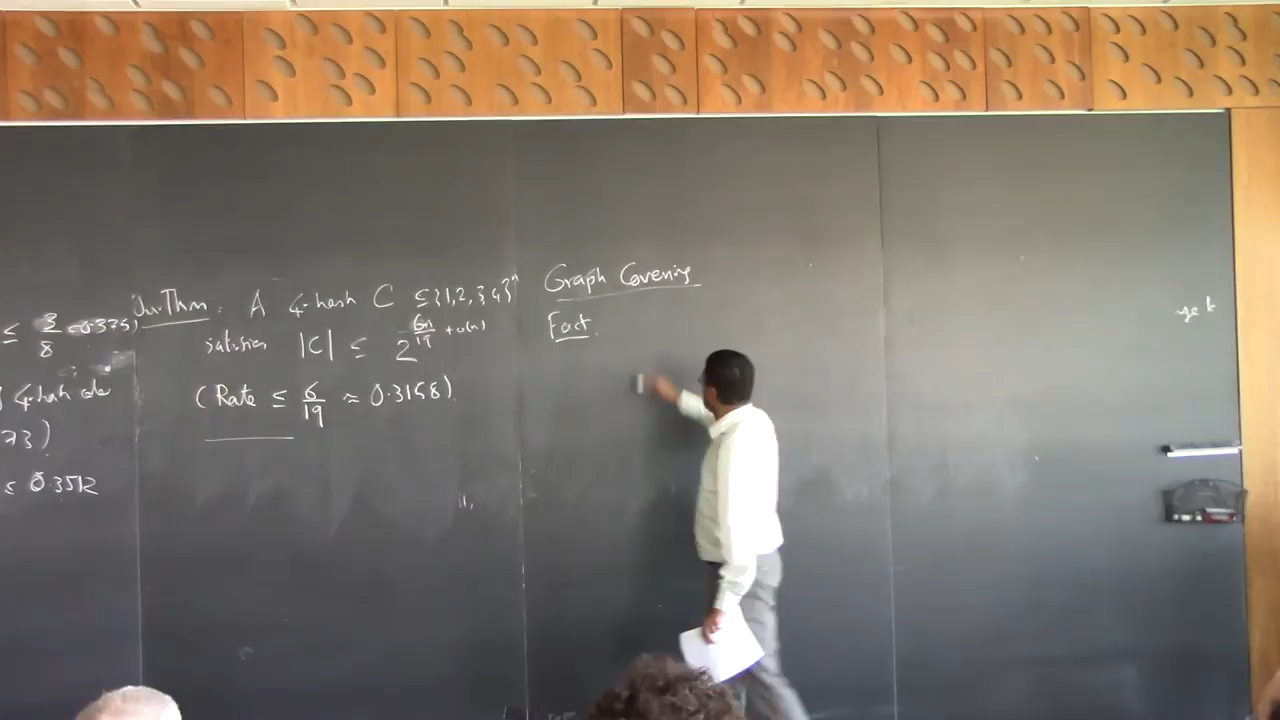 ≤ 3/8 ≈ 0.375)
4-hash code
73)
≤ 0.3512
Our Thm. A 4-hash C ⊆ {1,2,3,4}ⁿ
satisfies |C| ≤ 2^(6n/19 + o(n))
(Rate ≤ 6/19 ≈ 0.3158).
Graph Covering
Fact.